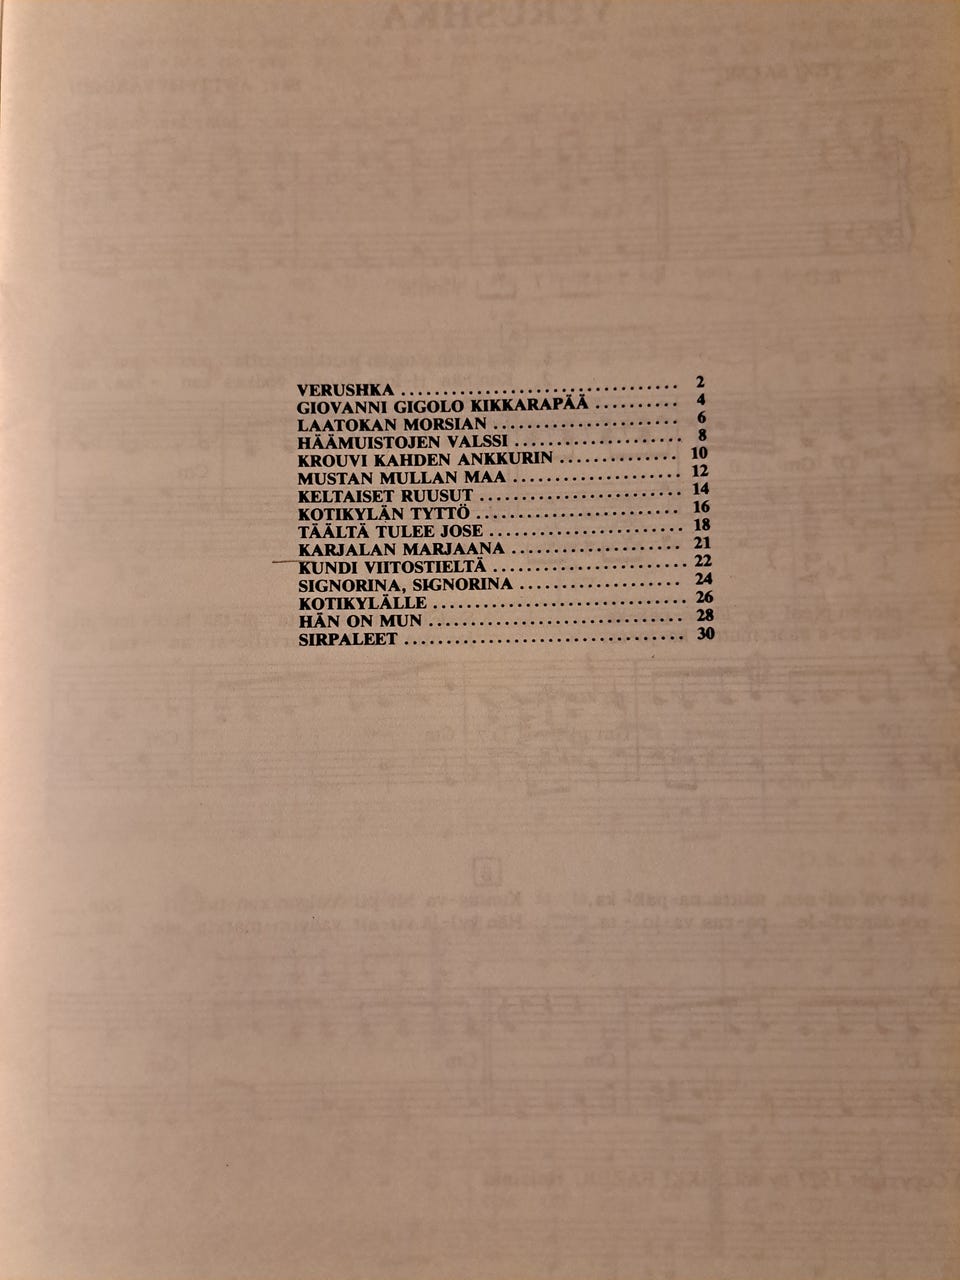 VERUSHKA ................................ 2
GIOVANNI GIGOLO KIKKARAPÄÄ .......... 4
LAATOKAN MORSIAN ...................... 6
HÄÄMUISTOJEN VALSSI ................... 8
KROUVI KAHDEN ANKKURIN .............. 10
MUSTAN MULLAN MAA .................... 12
KELTAISET RUUSUT ........................ 14
KOTIKYLÄN TYTTÖ ........................ 16
TÄÄLTÄ TULEE JOSE ....................... 18
KARJALAN MARJAANA .................... 21
KUNDI VIITOSTIELTÄ ....................... 22
SIGNORINA, SIGNORINA ................... 24
KOTIKYLÄLLE .............................. 26
HÄN ON MUN .............................. 28
SIRPALEET ................................. 30